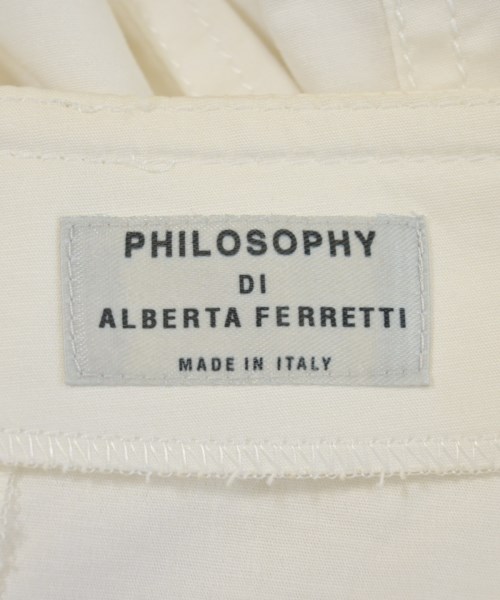 PHILOSOPHY
DI
ALBERTA FERRETTI
MADE IN ITALY